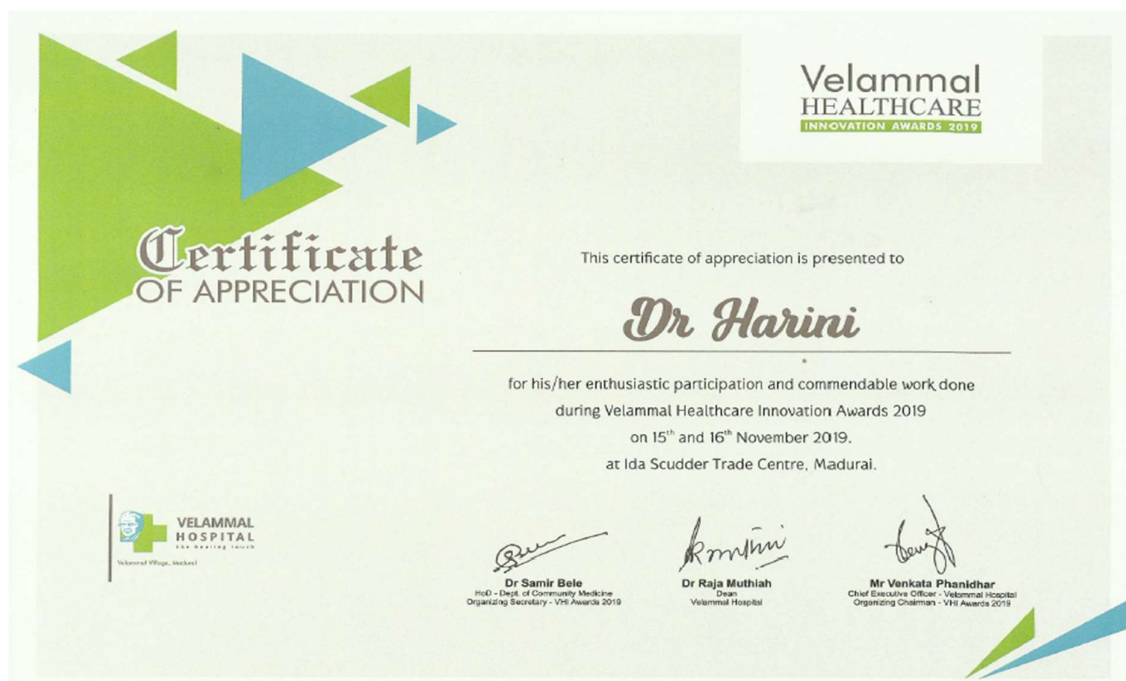 Velammal
HEALTHCARE
INNOVATION AWARDS 2019
Certificate
OF APPRECIATION
This certificate of appreciation is presented to
Dr Harini
for his/her enthusiastic participation and commendable work done
during Velammal Healthcare Innovation Awards 2019
on 15th and 16th November 2019.
at Ida Scudder Trade Centre, Madurai.
VELAMMAL
HOSPITAL
the healing touch
Velammal Village, Madurai
Dr Samir Bele
HoD - Dept. of Community Medicine
Organizing Secretary - VHI Awards 2019
Dr Raja Muthiah
Dean
Velammal Hospital
Mr Venkata Phanidhar
Chief Executive Officer - Velammal Hospital
Organizing Chairman - VHI Awards 2019